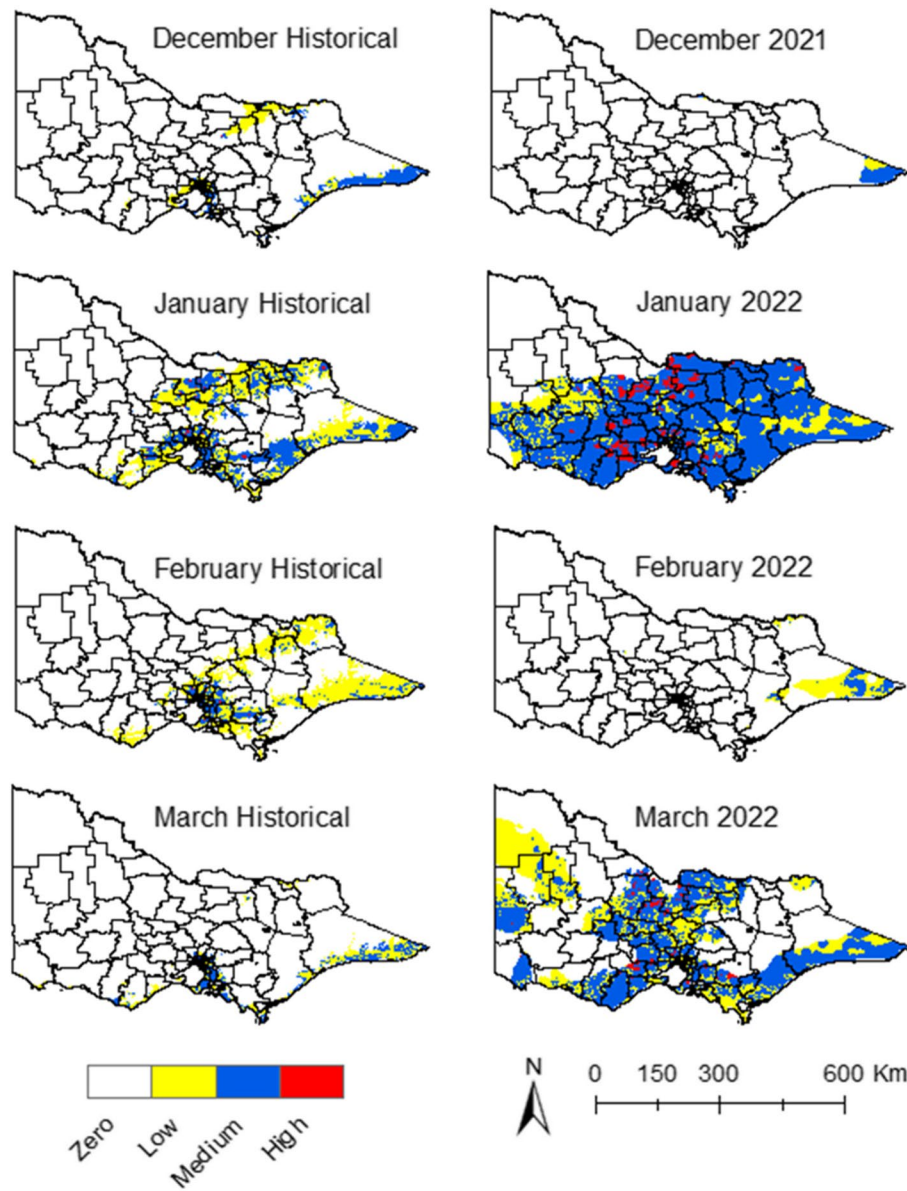 December Historical
December 2021
January Historical
January 2022
February Historical
February 2022
March Historical
March 2022
Zero
Low
Medium
High
N
0 150 300 600 Km